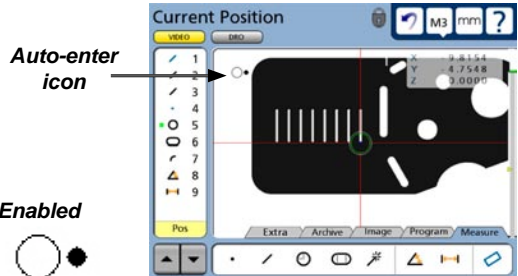 Current Position
M3 mm ?
VIDEO DRO
Auto-enter
icon
1
2
3
4
5
6
7
8
9
X - 9.8154
Y - 4.7548
Z 0.0000
Enabled
Pos
Extra Archive Image Program Measure